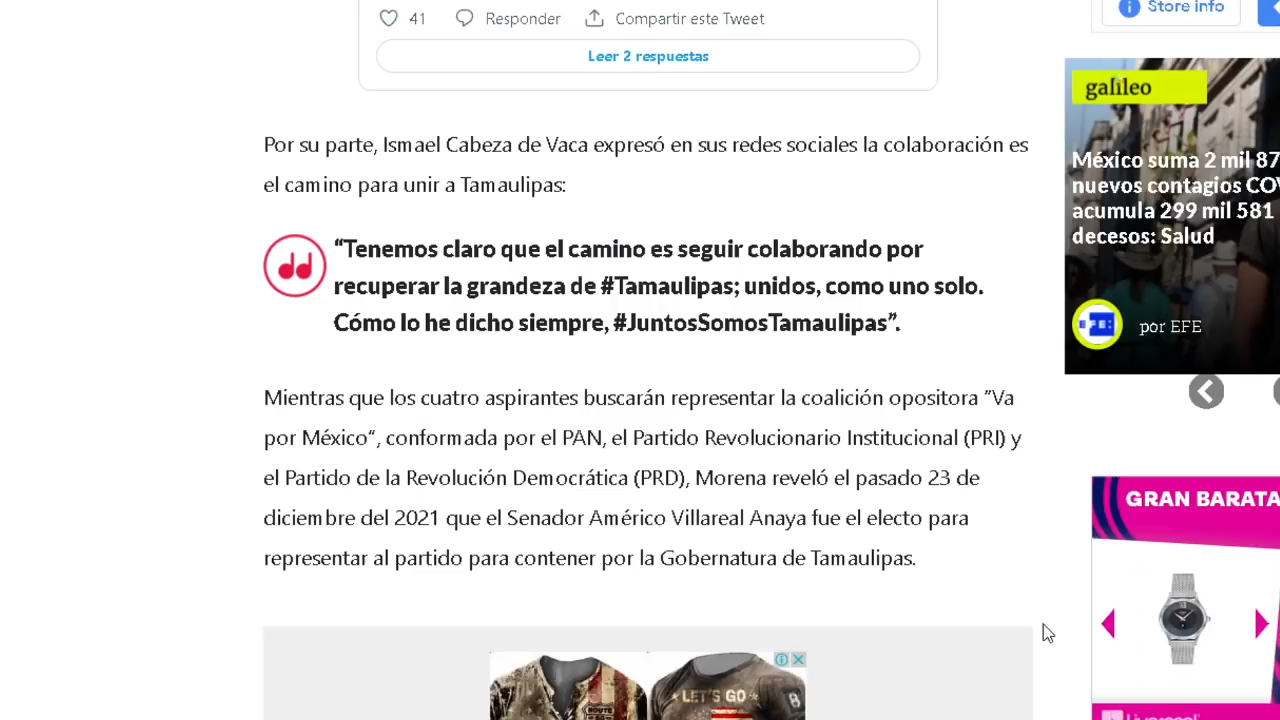 41 Responder Compartir este Tweet
Leer 2 respuestas
Por su parte, Ismael Cabeza de Vaca expresó en sus redes sociales la colaboración es
el camino para unir a Tamaulipas:
“Tenemos claro que el camino es seguir colaborando por
recuperar la grandeza de #Tamaulipas; unidos, como uno solo.
Cómo lo he dicho siempre, #JuntosSomosTamaulipas”.
Mientras que los cuatro aspirantes buscarán representar la coalición opositora “Va
por México“, conformada por el PAN, el Partido Revolucionario Institucional (PRI) y
el Partido de la Revolución Democrática (PRD), Morena reveló el pasado 23 de
diciembre del 2021 que el Senador Américo Villareal Anaya fue el electo para
representar al partido para contener por la Gobernatura de Tamaulipas.
LET'S GO
ROUTE
Store info
galileo
México suma 2 mil 87
nuevos contagios COV
acumula 299 mil 581
decesos: Salud
EFE:
por EFE
GRAN BARATA